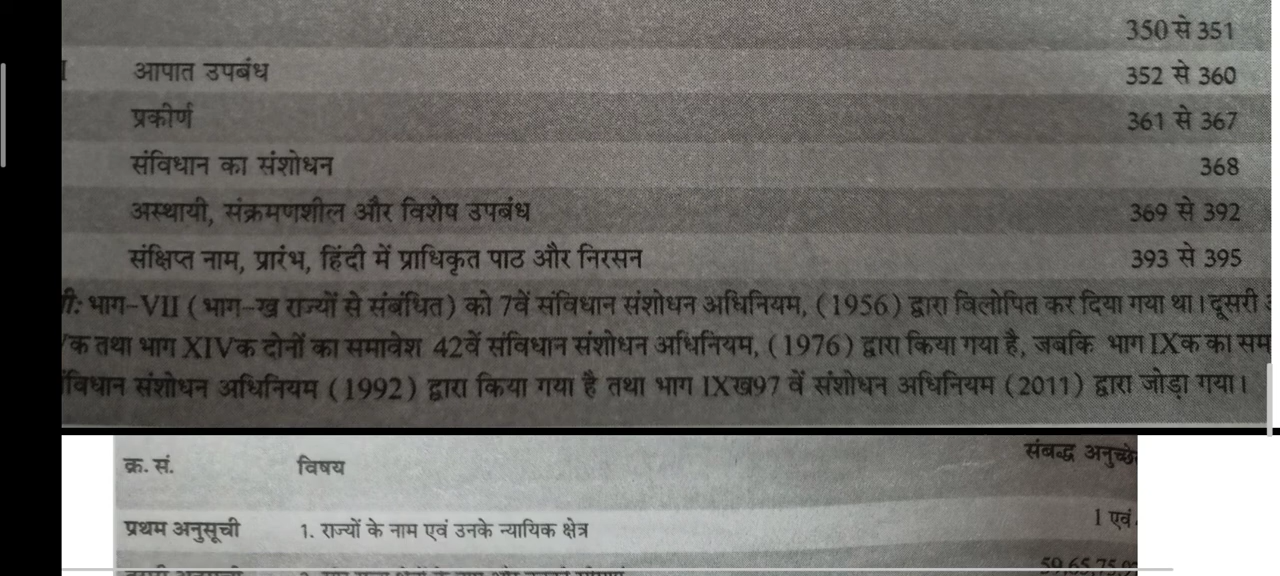 350 से 351
आपात उपबंध 352 से 360
प्रकीर्ण 361 से 367
संविधान का संशोधन 368
अस्थायी, संक्रमणशील और विशेष उपबंध 369 से 392
संक्षिप्त नाम, प्रारंभ, हिंदी में प्राधिकृत पाठ और निरसन 393 से 395
भाग-VII (भाग-ख राज्यों से संबंधित) को 7वें संविधान संशोधन अधिनियम, (1956) द्वारा विलोपित कर दिया गया था। दूसरी
क तथा भाग XIVक दोनों का समावेश 42वें संविधान संशोधन अधिनियम, (1976) द्वारा किया गया है, जबकि भाग IXक का सम
विधान संशोधन अधिनियम (1992) द्वारा किया गया है तथा भाग IXख97 वें संशोधन अधिनियम (2011) द्वारा जोड़ा गया।
क्र. सं. विषय संबद्ध अनुच्छे
प्रथम अनुसूची 1. राज्यों के नाम एवं उनके न्यायिक क्षेत्र 1 एवं